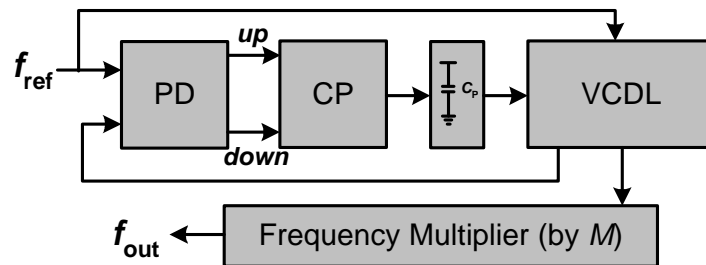 up
f_ref
PD
CP
C_P
VCDL
down
f_out
Frequency Multiplier (by M)